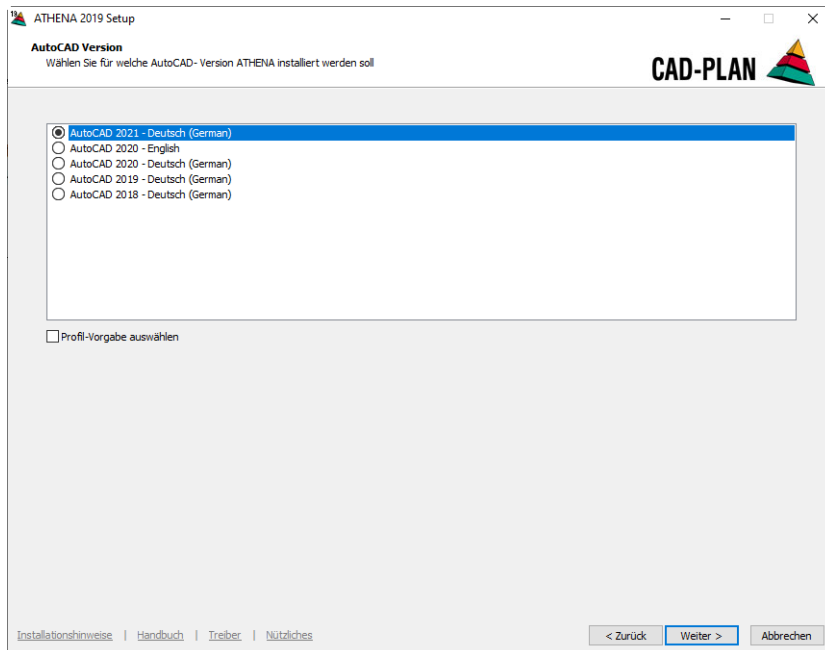 ATHENA 2019 Setup
AutoCAD Version
Wählen Sie für welche AutoCAD- Version ATHENA installiert werden soll
CAD-PLAN
AutoCAD 2021 - Deutsch (German)
AutoCAD 2020 - English
AutoCAD 2020 - Deutsch (German)
AutoCAD 2019 - Deutsch (German)
AutoCAD 2018 - Deutsch (German)
Profil-Vorgabe auswählen
Installationshinweise | Handbuch | Treiber | Nützliches
< Zurück Weiter > Abbrechen